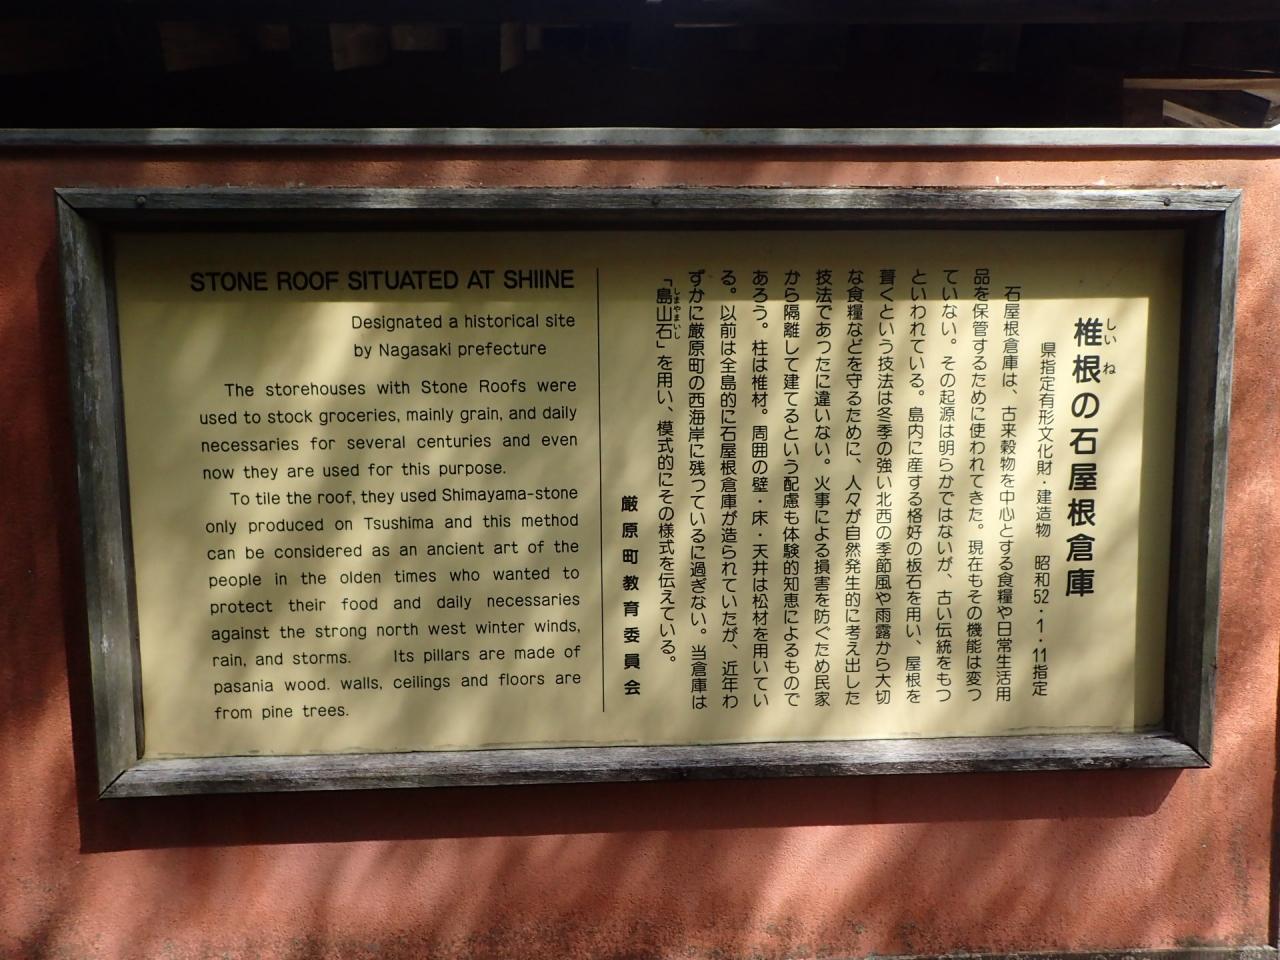 STONE ROOF SITUATED AT SHIINE
Designated a historical site
by Nagasaki prefecture
The storehouses with Stone Roofs were
used to stock groceries, mainly grain, and daily
necessaries for several centuries and even
now they are used for this purpose.
To tile the roof, they used Shimayama-stone
only produced on Tsushima and this method
can be considered as an ancient art of the
people in the olden times who wanted to
protect their food and daily necessaries
against the strong north west winter winds,
rain, and storms. Its pillars are made of
pasania wood. walls, ceilings and floors are
from pine trees.
しいね
椎根の石屋根倉庫
県指定有形文化財・建造物 昭和52・1・11指定
石屋根倉庫は、古来穀物を中心とする食糧や日常生活用
品を保管するために使われてきた。現在もその機能は変つ
ていない。その起源は明らかではないが、古い伝統をもつ
といわれている。島内に産する格好の板石を用い、屋根を
葺くという技法は冬季の強い北西の季節風や雨露から大切
な食糧などを守るために、人々が自然発生的に考え出した
技法であつたに違いない。火事による損害を防ぐため民家
から隔離して建てるという配慮も体験的知恵によるもので
あろう。柱は椎材。周囲の壁・床・天井は松材を用いてい
る。以前は全島的に石屋根倉庫が造られていたが、近年わ
ずかに厳原町の西海岸に残つているに過ぎない。当倉庫は
しまやまいし
「島山石」を用い、模式的にその様式を伝えている。
厳原町教育委員会